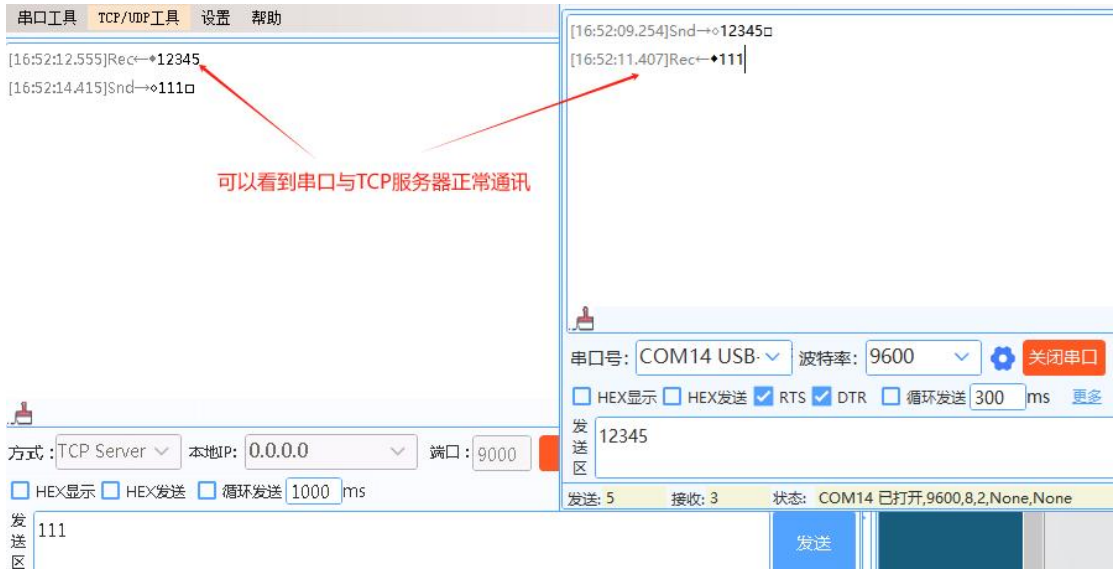 串口工具 TCP/UDP工具 设置 帮助
[16:52:12.555]Rec←◆12345
[16:52:14.415]Snd→◇111□
可以看到串口与TCP服务器正常通讯
方式:TCP Server 本地IP: 0.0.0.0 端口: 9000
HEX显示 HEX发送 循环发送 1000 ms
发送区 111
[16:52:09.254]Snd→◇12345□
[16:52:11.407]Rec←◆111
串口号: COM14 USB- 波特率: 9600 关闭串口
HEX显示 HEX发送 RTS DTR 循环发送 300 ms 更多
发送区 12345
发送: 5 接收: 3 状态: COM14 已打开,9600,8,2,None,None
发送